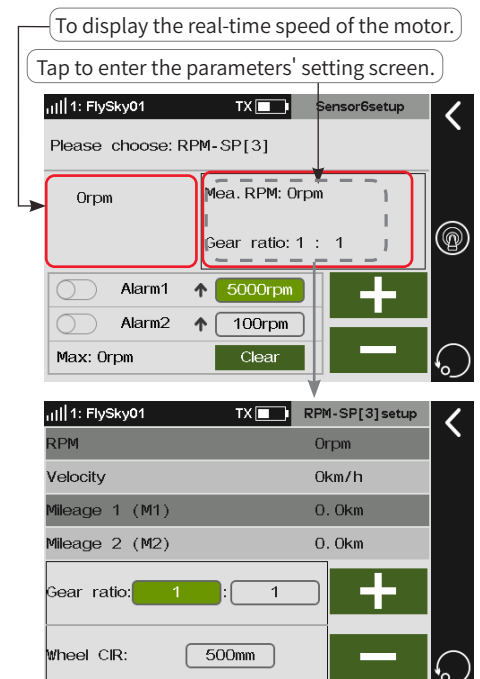 To display the real-time speed of the motor.
Tap to enter the parameters' setting screen.
1: FlySky01 TX Sensor6setup
Please choose: RPM-SP[3]
0rpm
Mea. RPM: 0rpm
Gear ratio: 1 : 1
Alarm1 ↑ 5000rpm
Alarm2 ↑ 100rpm
Max: 0rpm Clear
1: FlySky01 TX RPM-SP[3]setup
RPM 0rpm
Velocity 0km/h
Mileage 1 (M1) 0.0km
Mileage 2 (M2) 0.0km
Gear ratio: 1 : 1
Wheel CIR: 500mm